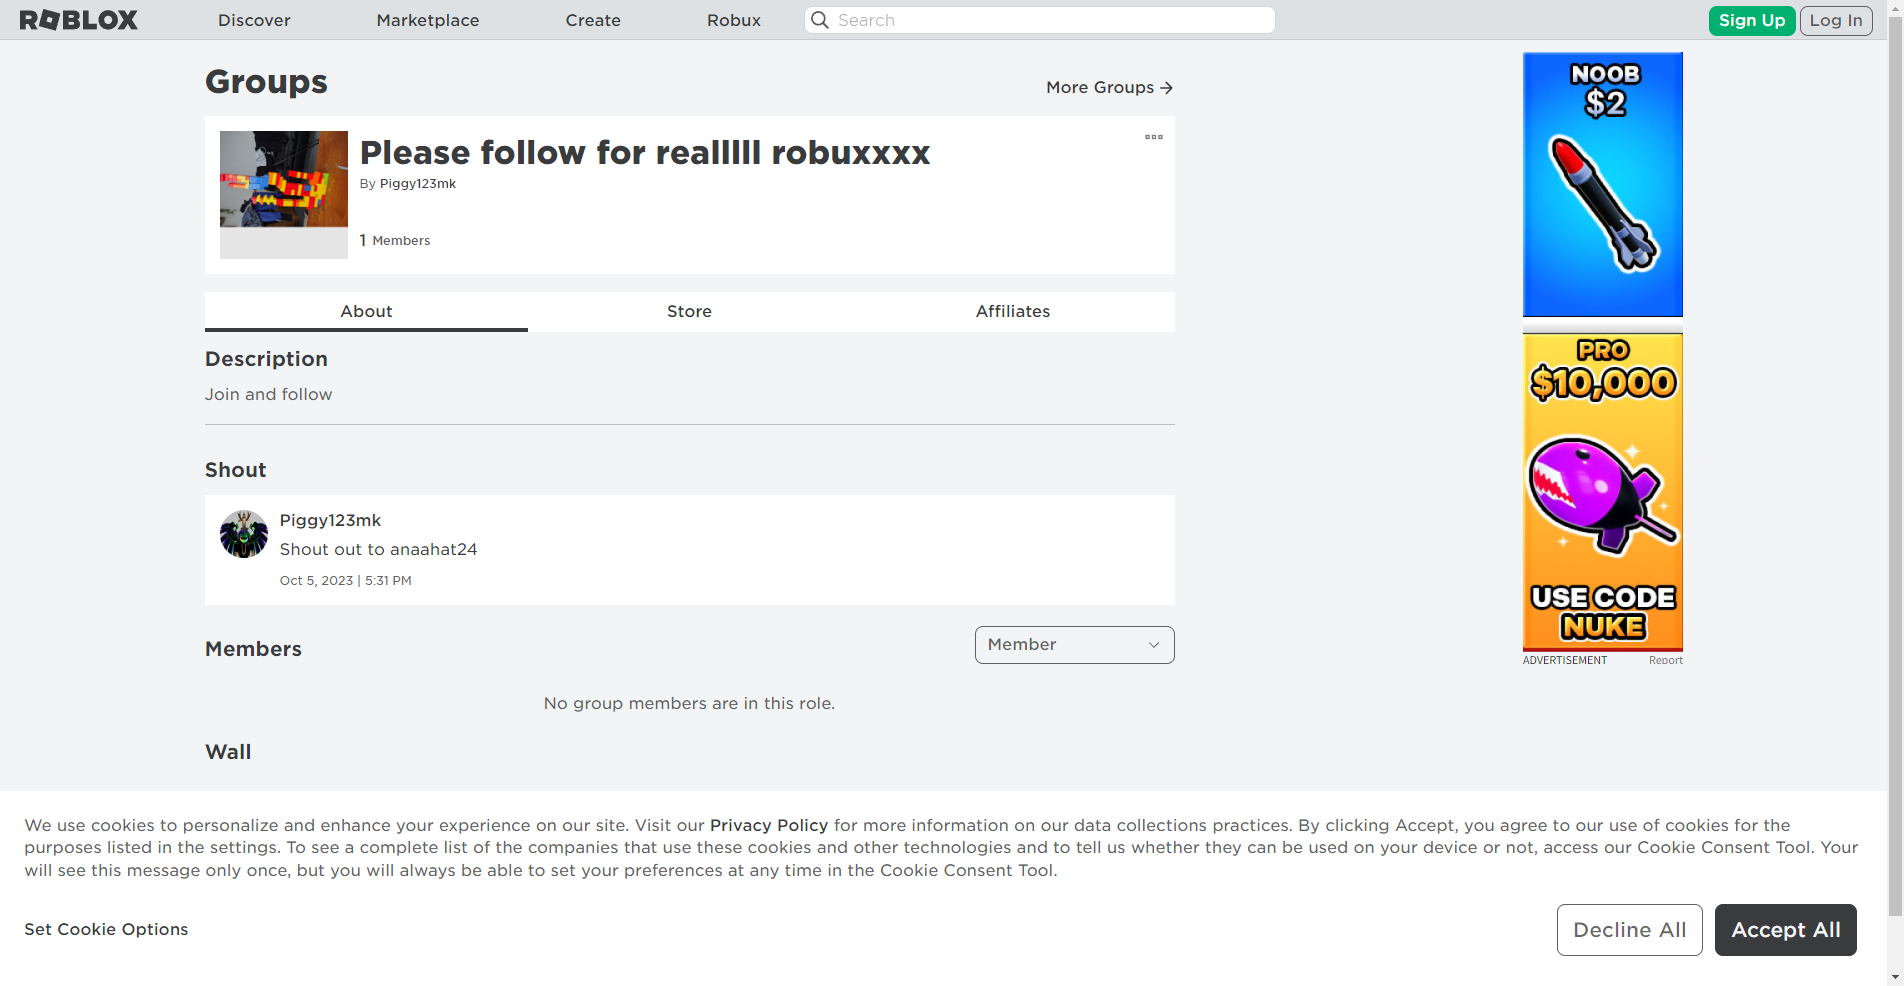 ROBLOX
Discover
Marketplace
Create
Robux
Search
Sign Up
Log In
Groups
More Groups →
Please follow for realllll robuxxxx
By Piggy123mk
1 Members
About
Store
Affiliates
Description
Join and follow
Shout
Piggy123mk
Shout out to anaahat24
Oct 5, 2023 | 5:31 PM
Members
Member
No group members are in this role.
Wall
NOOB
$2
PRO
$10,000
USE CODE
NUKE
ADVERTISEMENT
Report
We use cookies to personalize and enhance your experience on our site. Visit our Privacy Policy for more information on our data collections practices. By clicking Accept, you agree to our use of cookies for the
purposes listed in the settings. To see a complete list of the companies that use these cookies and other technologies and to tell us whether they can be used on your device or not, access our Cookie Consent Tool. Your
will see this message only once, but you will always be able to set your preferences at any time in the Cookie Consent Tool.
Set Cookie Options
Decline All
Accept All